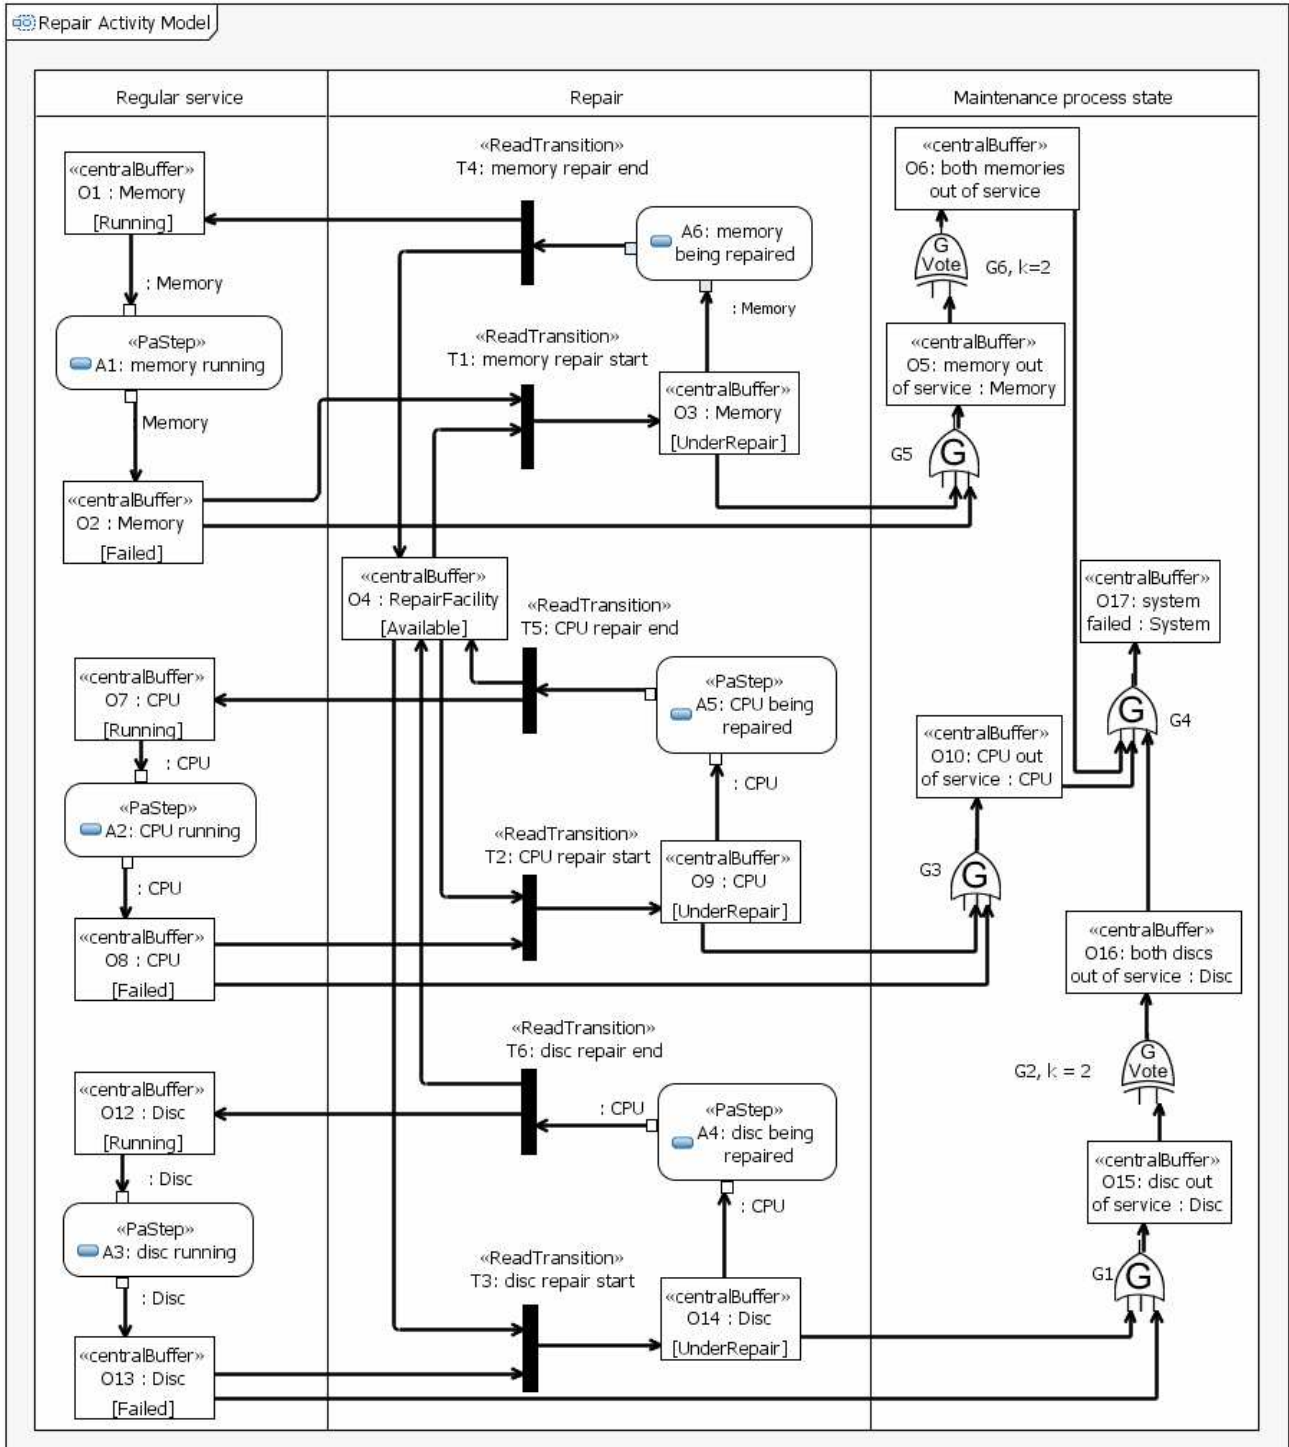 Repair Activity Model
Regular service
Repair
Maintenance process state
«centralBuffer»
O1 : Memory
[Running]
: Memory
«PaStep»
A1: memory running
Memory
«centralBuffer»
O2 : Memory
[Failed]
«ReadTransition»
T4: memory repair end
A6: memory
being repaired
: Memory
«ReadTransition»
T1: memory repair start
«centralBuffer»
O3 : Memory
[UnderRepair]
«centralBuffer»
O6: both memories
out of service
G
Vote
G6, k=2
«centralBuffer»
O5: memory out
of service : Memory
G5
G
«centralBuffer»
O4 : RepairFacility
[Available]
«ReadTransition»
T5: CPU repair end
«centralBuffer»
O17: system
failed : System
«centralBuffer»
O7 : CPU
[Running]
: CPU
«PaStep»
A2: CPU running
: CPU
«centralBuffer»
O8 : CPU
[Failed]
«PaStep»
A5: CPU being
repaired
: CPU
«ReadTransition»
T2: CPU repair start
«centralBuffer»
O9 : CPU
[UnderRepair]
G
G4
«centralBuffer»
O10: CPU out
of service : CPU
G3
G
«centralBuffer»
O16: both discs
out of service : Disc
«ReadTransition»
T6: disc repair end
G
Vote
G2, k = 2
«centralBuffer»
O12 : Disc
[Running]
: Disc
«PaStep»
A3: disc running
: Disc
«centralBuffer»
O13 : Disc
[Failed]
: CPU
«PaStep»
A4: disc being
repaired
: CPU
«ReadTransition»
T3: disc repair start
«centralBuffer»
O14 : Disc
[UnderRepair]
«centralBuffer»
O15: disc out
of service : Disc
G1
G